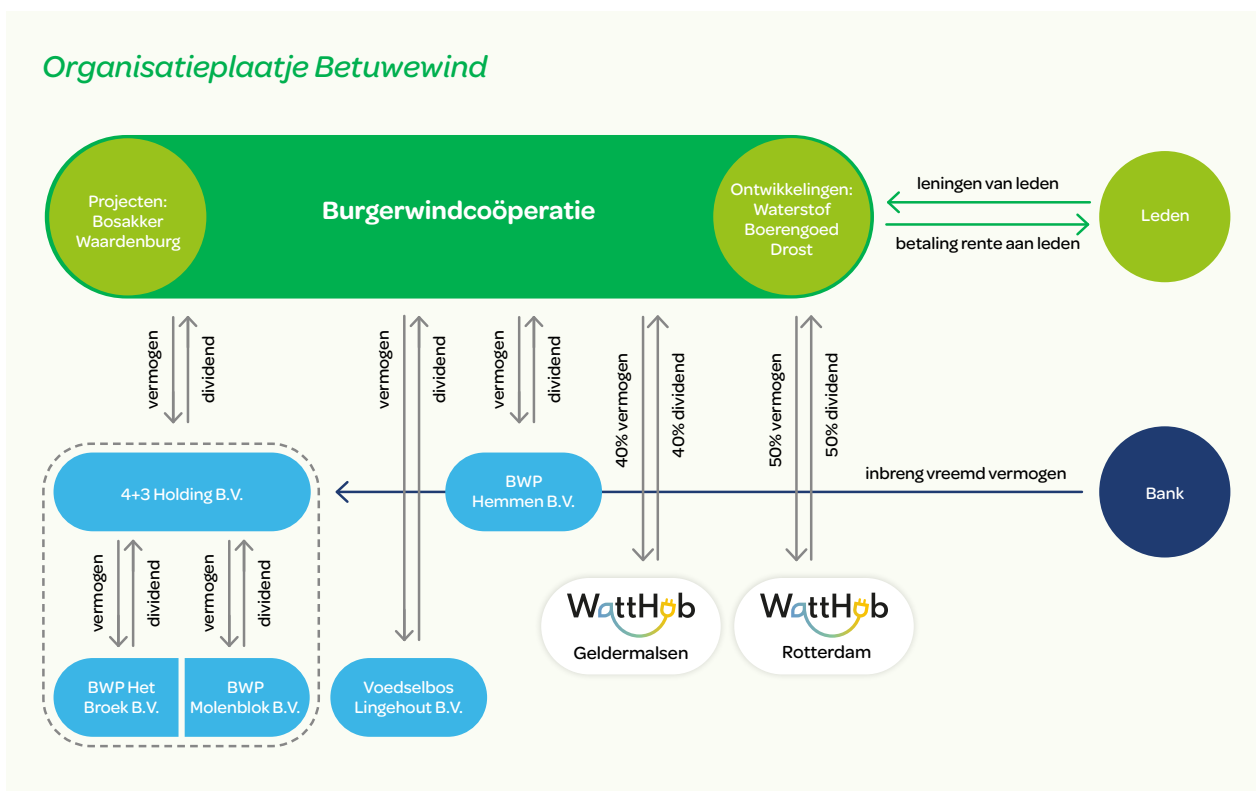 Organisatieplaatje Betuwewind
Projecten:
Bosakker
Waardenburg
Burgerwindcoöperatie
Ontwikkelingen:
Waterstof
Boerengoed
Drost
leningen van leden
betaling rente aan leden
Leden
vermogen
dividend
vermogen
dividend
vermogen
dividend
40% vermogen
40% dividend
50% vermogen
50% dividend
4+3 Holding B.V.
BWP
Hemmen B.V.
inbreng vreemd vermogen
Bank
vermogen
dividend
vermogen
dividend
BWP Het
Broek B.V.
BWP
Molenblok B.V.
Voedselbos
Lingehout B.V.
WattHub
Geldermalsen
WattHub
Rotterdam